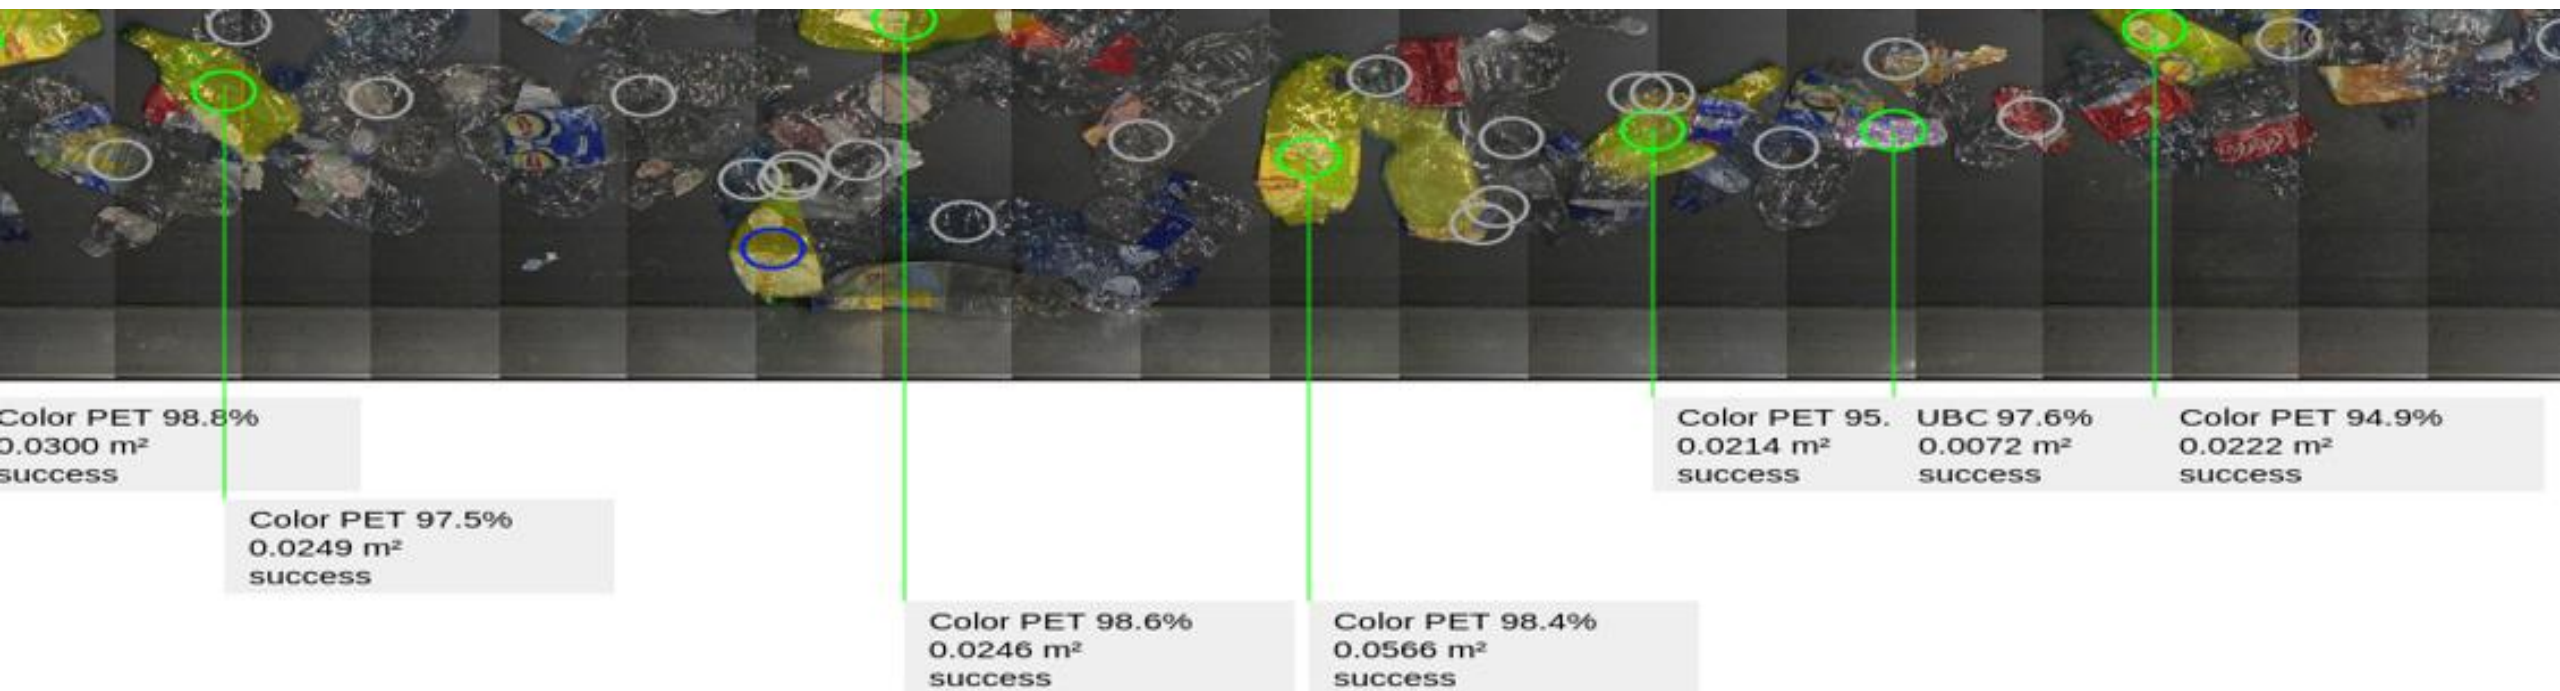 Color PET 98.8%
0.0300 m²
success
Color PET 97.5%
0.0249 m²
success
Color PET 98.6%
0.0246 m²
success
Color PET 98.4%
0.0566 m²
success
Color PET 95.
0.0214 m²
success
UBC 97.6%
0.0072 m²
success
Color PET 94.9%
0.0222 m²
success